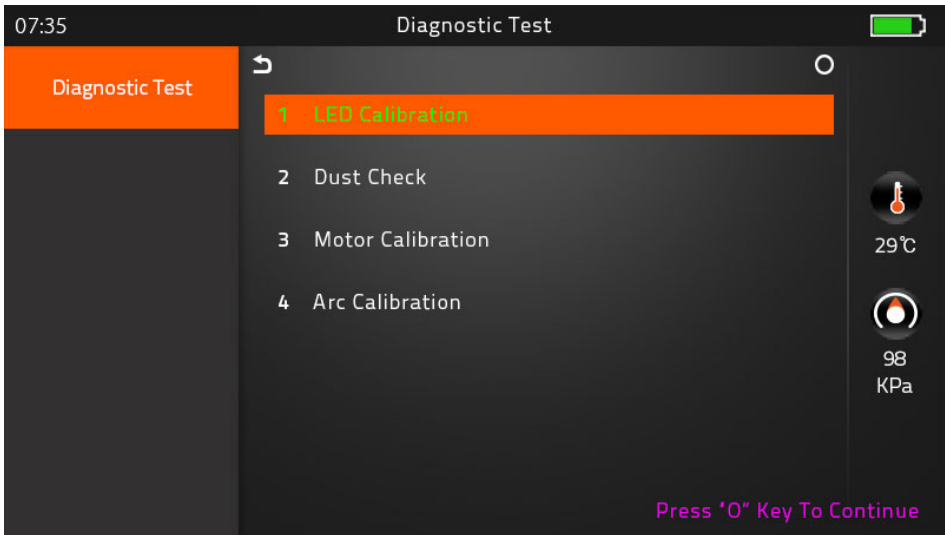 07:35
Diagnostic Test
Diagnostic Test
1 LED Calibration
2 Dust Check
3 Motor Calibration
4 Arc Calibration
29℃
98
KPa
Press "O" Key To Continue